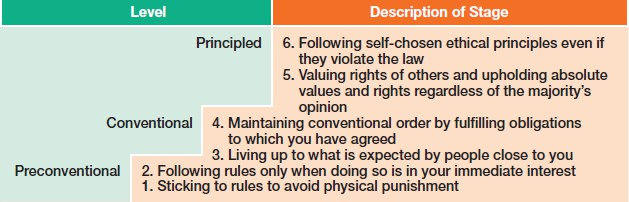 Level
Description of Stage
Principled
6. Following self-chosen ethical principles even if
they violate the law
5. Valuing rights of others and upholding absolute
values and rights regardless of the majority's
opinion
Conventional
4. Maintaining conventional order by fulfilling obligations
to which you have agreed
3. Living up to what is expected by people close to you
Preconventional
2. Following rules only when doing so is in your immediate interest
1. Sticking to rules to avoid physical punishment